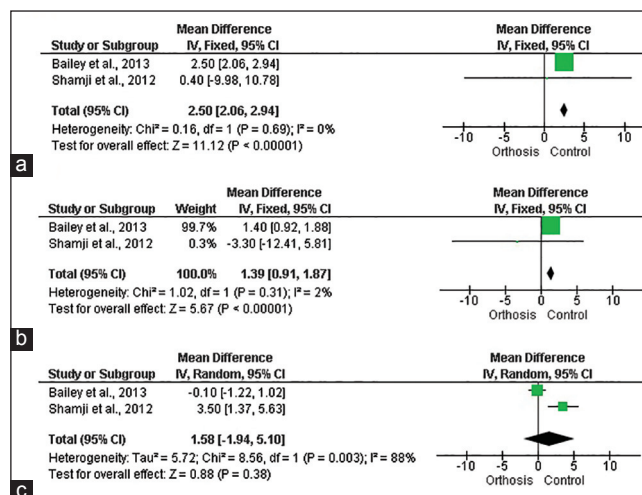 Mean Difference Mean Difference
Study or Subgroup IV, Fixed, 95% CI IV, Fixed, 95% CI
Bailey et al., 2013 2.50 [2.06, 2.94]
Shamji et al. 2012 0.40 [-9.98, 10.78]
Total (95% CI) 2.50 [2.06, 2.94]
Heterogeneity: Chi² = 0.16, df = 1 (P = 0.69); I² = 0%
Test for overall effect: Z = 11.12 (P < 0.00001)
-10 -5 0 5 10
Orthosis Control
a
Mean Difference Mean Difference
Study or Subgroup Weight IV, Fixed, 95% CI IV, Fixed, 95% CI
Bailey et al., 2013 99.7% 1.40 [0.92, 1.88]
Shamji et al. 2012 0.3% -3.30 [-12.41, 5.81]
Total (95% CI) 100.0% 1.39 [0.91, 1.87]
Heterogeneity: Chi² = 1.02, df = 1 (P = 0.31); I² = 2%
Test for overall effect: Z = 5.67 (P < 0.00001)
-10 -5 0 5 10
Orthosis Control
b
Mean Difference Mean Difference
Study or Subgroup IV, Random, 95% CI IV, Random, 95% CI
Bailey et al., 2013 -0.10 [-1.22, 1.02]
Shamji et al. 2012 3.50 [1.37, 5.63]
Total (95% CI) 1.58 [-1.94, 5.10]
Heterogeneity: Tau² = 5.72; Chi² = 8.56, df = 1 (P = 0.003); I² = 88%
Test for overall effect: Z = 0.88 (P = 0.38)
-10 -5 0 5 10
Orthosis Control
c